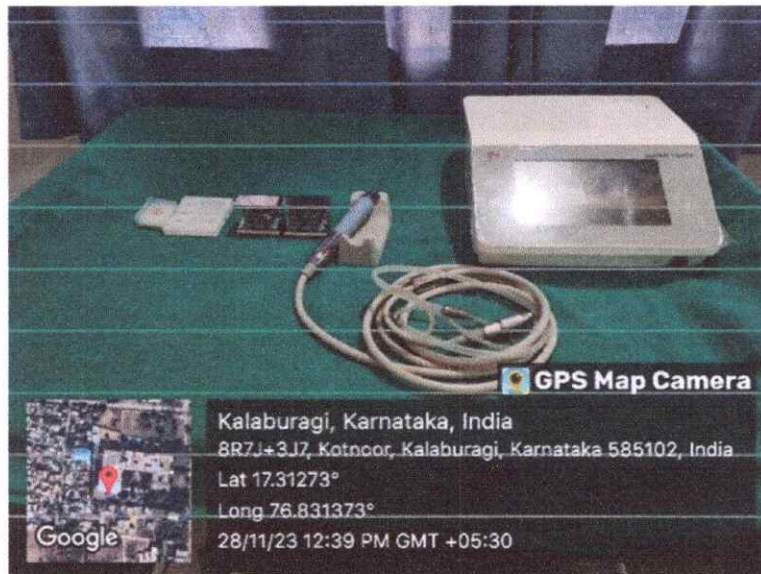 GPS Map Camera
Kalaburagi, Karnataka, India
8R7J+3J7, Kotnoor, Kalaburagi, Karnataka 585102, India
Lat 17.31273°
Long 76.831373°
28/11/23 12:39 PM GMT +05:30
Google